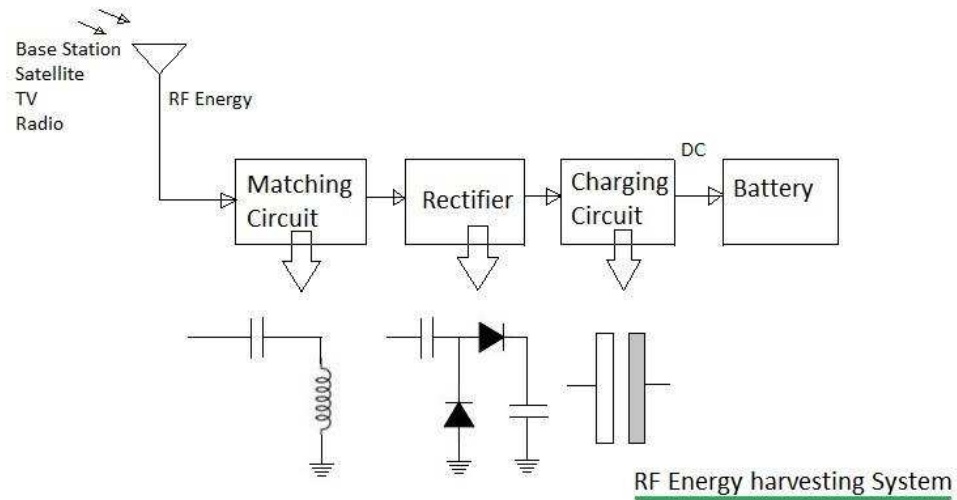 Base Station
Satellite
TV
Radio
RF Energy
Matching
Circuit
Rectifier
Charging
Circuit
DC
Battery
RF Energy harvesting System